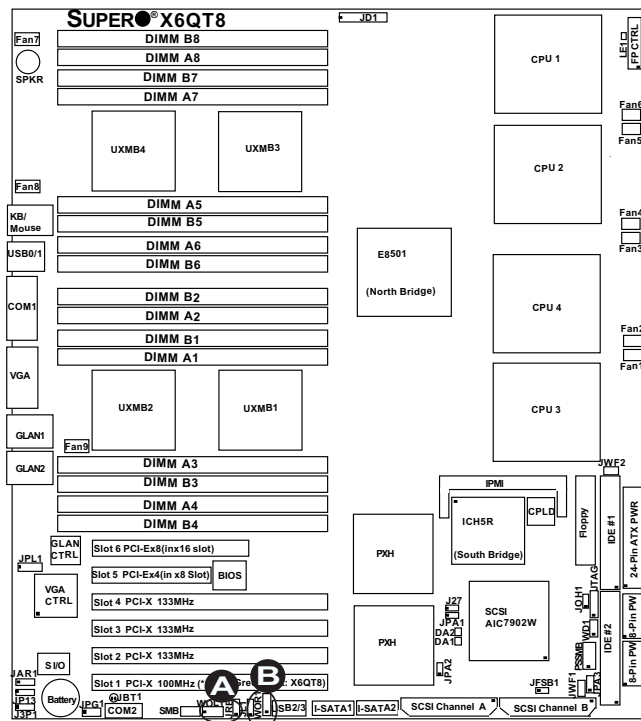 SUPER®X6QT8
JD1
Fan7
SPKR
DIMM B8
DIMM A8
DIMM B7
DIMM A7
CPU 1
LE1
FP CTRL
Fan6
Fan5
UXMB4
UXMB3
CPU 2
Fan8
KB/
Mouse
USB0/1
DIMM A5
DIMM B5
DIMM A6
DIMM B6
E8501
(North Bridge)
Fan4
Fan3
COM1
DIMM B2
DIMM A2
DIMM B1
DIMM A1
CPU 4
Fan2
Fan1
VGA
UXMB2
UXMB1
CPU 3
GLAN1
GLAN2
Fan9
DIMM A3
DIMM B3
DIMM A4
DIMM B4
JWF2
IPMI
CPLD
ICH5R
(South Bridge)
Floppy
IDE #1
24-Pin ATX PWR
GLAN
CTRL
JPL1
Slot 6 PCI-Ex8(inx16 slot)
Slot 5 PCI-Ex4(in x8 Slot)
BIOS
PXH
VGA
CTRL
Slot 4 PCI-X 133MHz
Slot 3 PCI-X 133MHz
Slot 2 PCI-X 133MHz
Slot 1 PCI-X 100MHz (*
X6QT8)
PXH
J27
JPA1
DA2
DA1
JPA2
SCSI
AIC7902W
JOH1
JTAG
WD1
IDE#2
8-Pin PW
8-Pin PW
JWF1
JPA3
JFSB1
S I/O
JAR1
JP13
J3P1
Battery
JBT1
JPG1
COM2
SMB
WOL
A
WOR
B
SB2/3
I-SATA1
I-SATA2
SCSI Channel A
SCSI Channel B